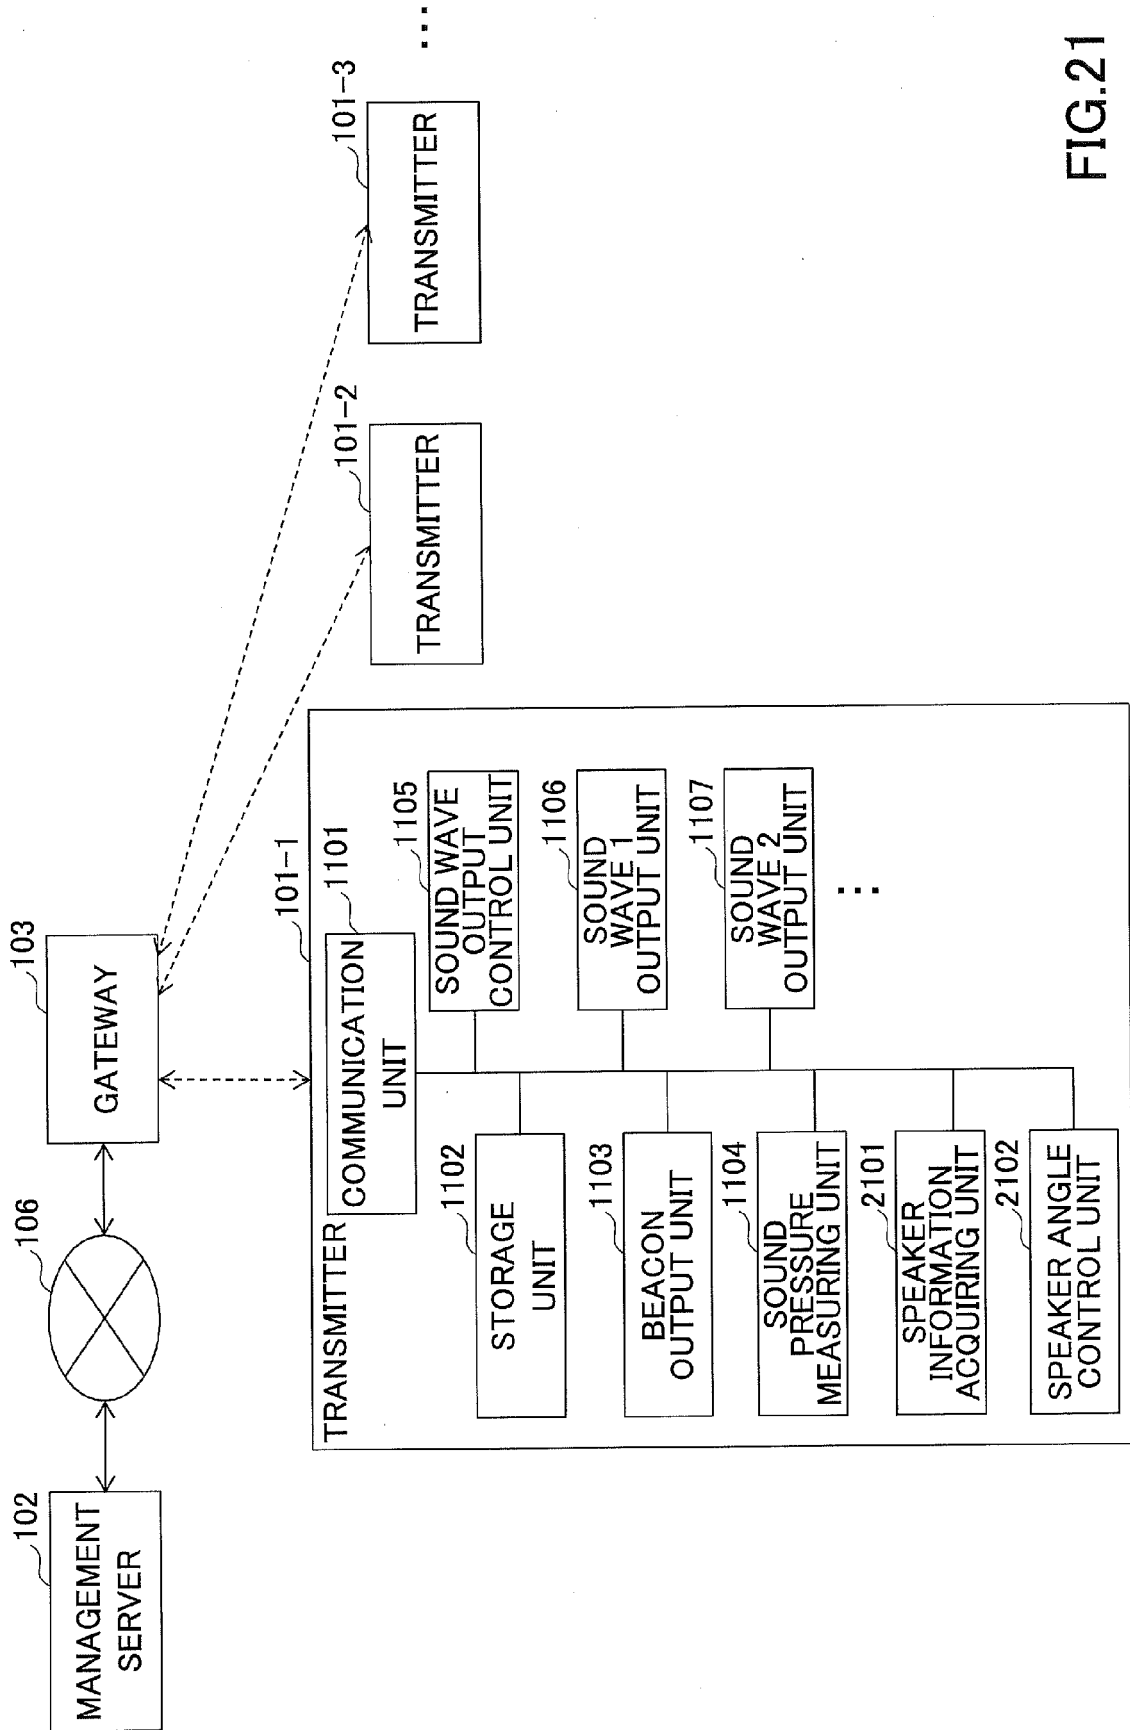 102
MANAGEMENT
SERVER
106
103
GATEWAY
101-1
TRANSMITTER
1101
COMMUNICATION
UNIT
1102
STORAGE
UNIT
1103
BEACON
OUTPUT UNIT
1104
SOUND
PRESSURE
MEASURING UNIT
2101
SPEAKER
INFORMATION
ACQUIRING UNIT
2102
SPEAKER ANGLE
CONTROL UNIT
1105
SOUND WAVE
OUTPUT
CONTROL UNIT
1106
SOUND
WAVE 1
OUTPUT UNIT
1107
SOUND
WAVE 2
OUTPUT UNIT
...
101-2
TRANSMITTER
101-3
TRANSMITTER
...
FIG.21